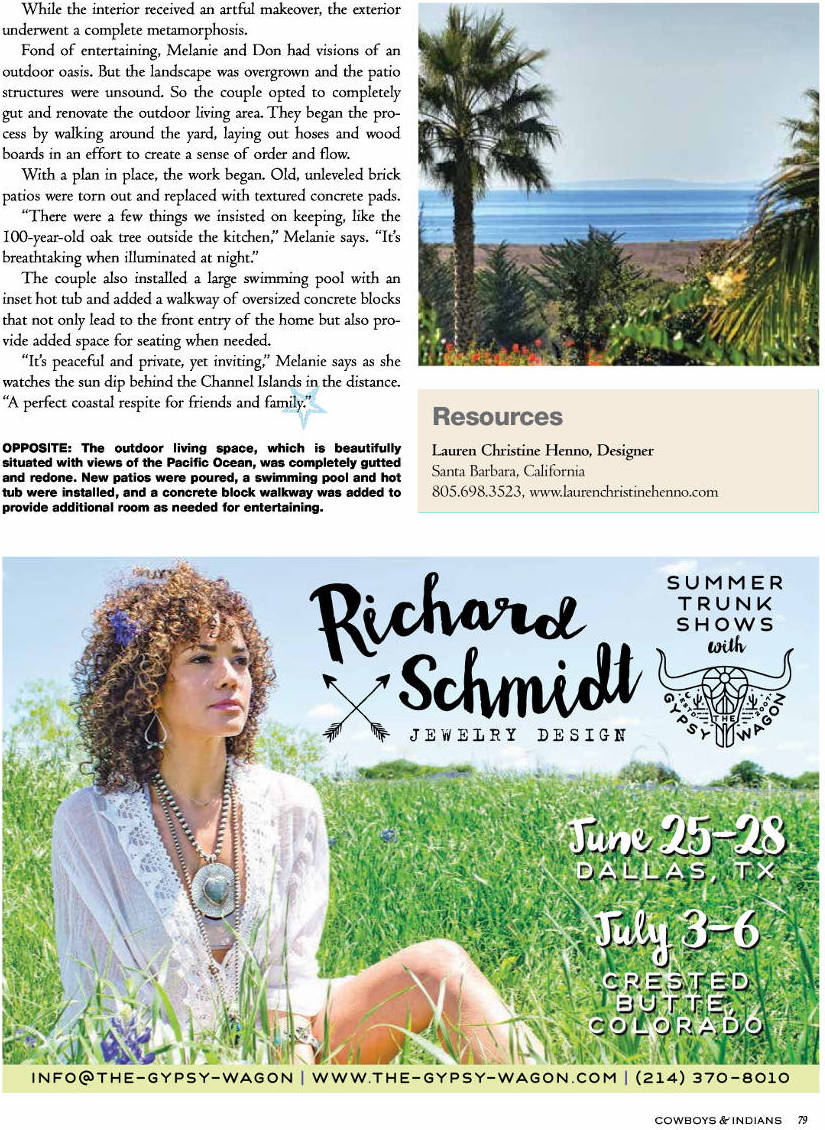 While the interior received an artful makeover, the exterior
underwent a complete metamorphosis.
Fond of entertaining, Melanie and Don had visions of an
outdoor oasis. But the landscape was overgrown and the patio
structures were unsound. So the couple opted to completely
gut and renovate the outdoor living area. They began the pro-
cess by walking around the yard, laying out hoses and wood
boards in an effort to create a sense of order and flow.
With a plan in place, the work began. Old, unleveled brick
patios were torn out and replaced with textured concrete pads.
“There were a few things we insisted on keeping, like the
100-year-old oak tree outside the kitchen,” Melanie says. “It’s
breathtaking when illuminated at night.”
The couple also installed a large swimming pool with an
inset hot tub and added a walkway of oversized concrete blocks
that not only lead to the front entry of the home but also pro-
vide added space for seating when needed.
“It’s peaceful and private, yet inviting,” Melanie says as she
watches the sun dip behind the Channel Islands in the distance.
“A perfect coastal respite for friends and family.”
OPPOSITE: The outdoor living space, which is beautifully
situated with views of the Pacific Ocean, was completely gutted
and redone. New patios were poured, a swimming pool and hot
tub were installed, and a concrete block walkway was added to
provide additional room as needed for entertaining.
Resources
Lauren Christine Henno, Designer
Santa Barbara, California
805.698.3523, www.laurenchristinehenno.com
Richard
Schmidt
JEWELRY DESIGN
SUMMER
TRUNK
SHOWS
with
ESTD 2007
THE
GYPSY WAGON
June 25-28
DALLAS, TX
July 3-6
CRESTED
BUTTE,
COLORADO
INFO@THE-GYPSY-WAGON | WWW.THE-GYPSY-WAGON.COM | (214) 370-8010
COWBOYS & INDIANS 79